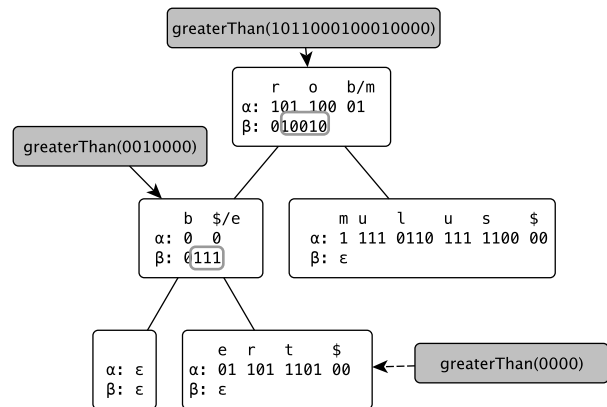 greaterThan(1011000100010000)
r o b/m
α: 101 100 01
β: 010010
greaterThan(0010000)
b $/e
α: 0 0
β: 0111
m u l u s $
α: 1 111 0110 111 1100 00
β: ε
α: ε
β: ε
e r t $
α: 01 101 1101 00
β: ε
greaterThan(0000)